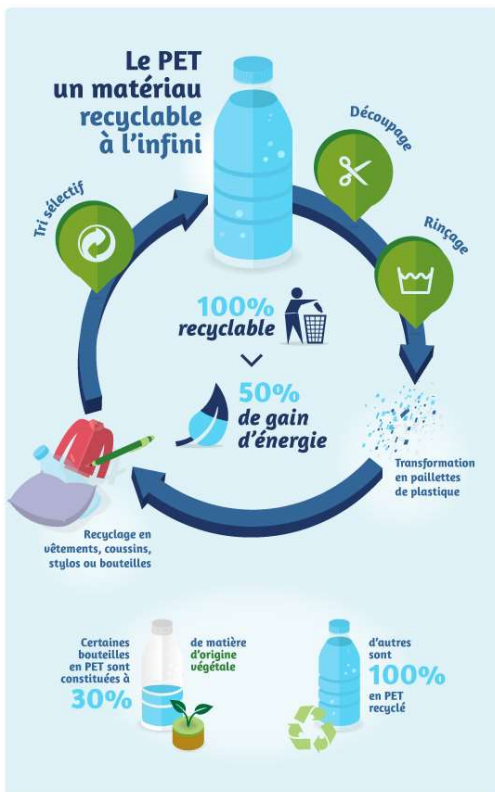 Le PET
un matériau
recyclable
à l'infini
Découpage
Rinçage
Tri sélectif
100%
recyclable
50%
de gain
d'énergie
Transformation
en paillettes
de plastique
Recyclage en
vêtements, coussins,
stylos ou bouteilles
Certaines
bouteilles
en PET sont
constituées à
30%
de matière
d'origine
végétale
d'autres
sont
100%
en PET
recyclé